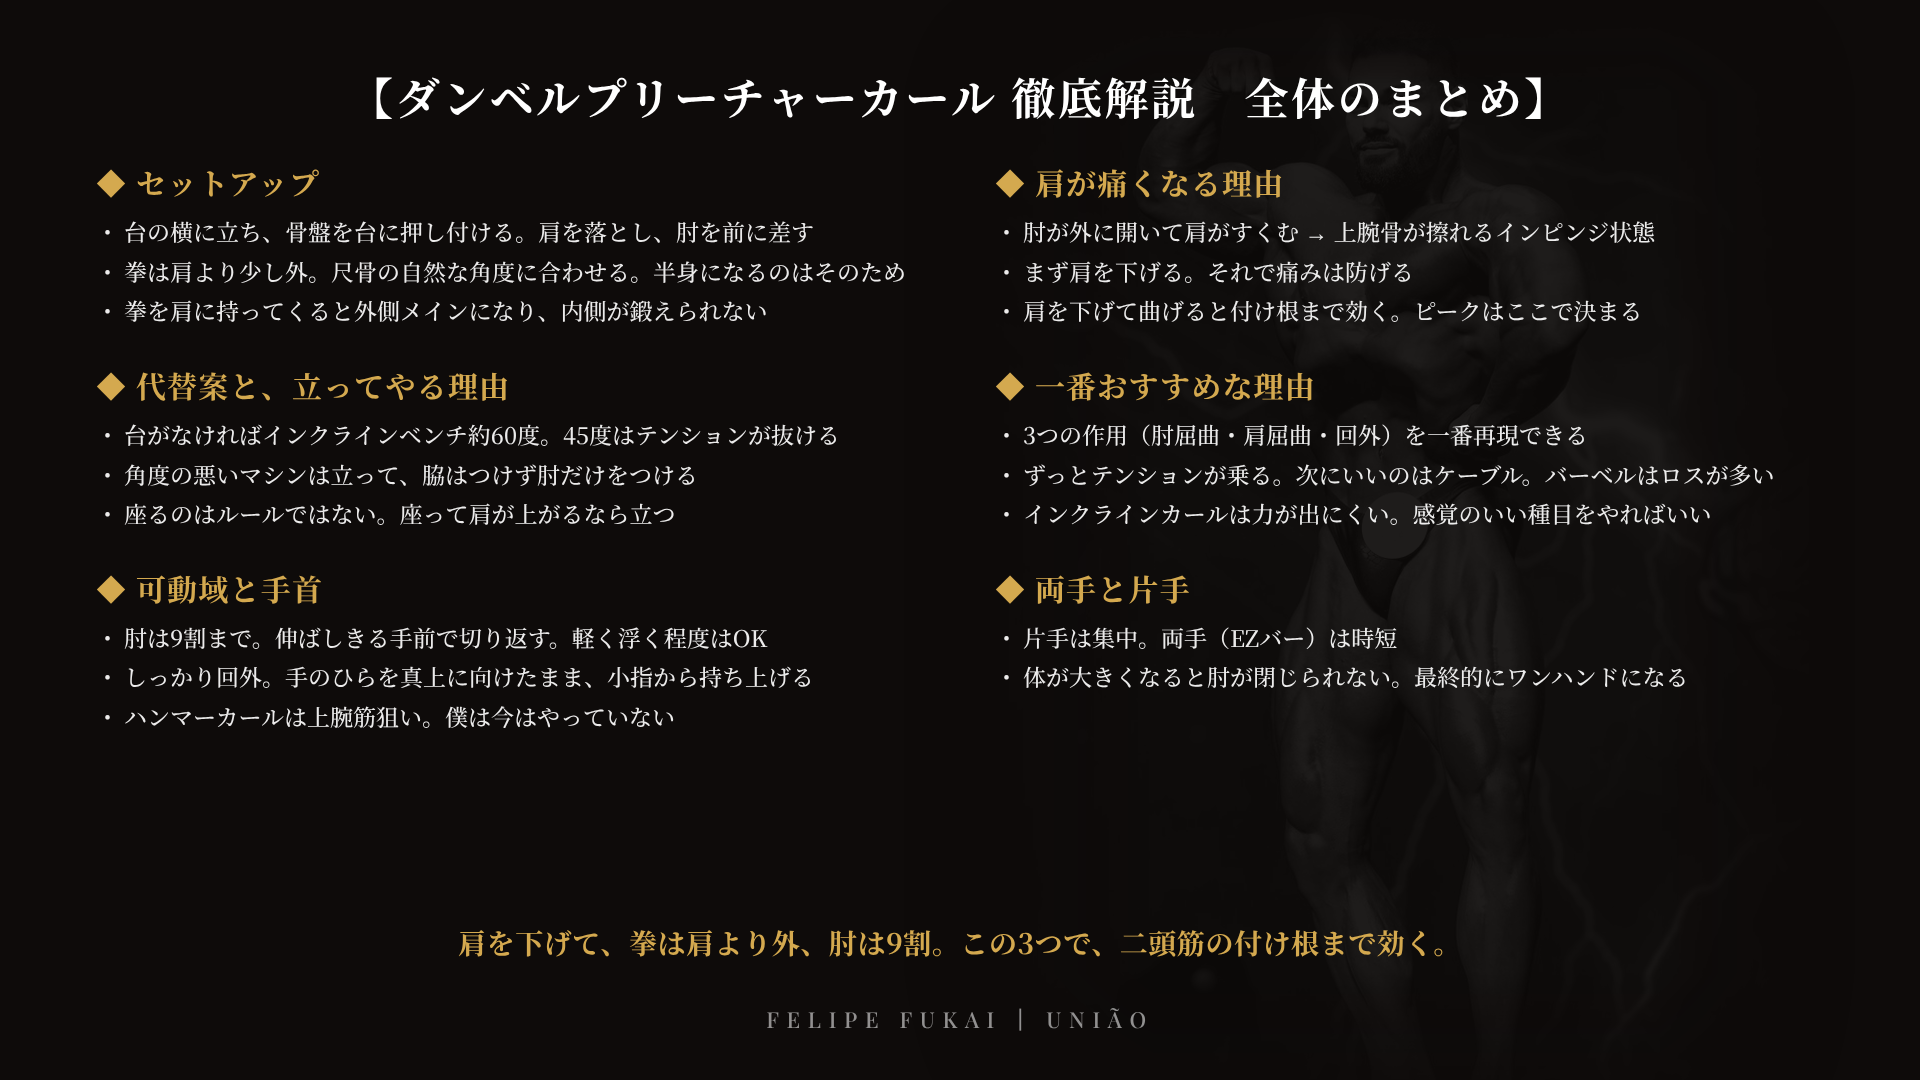 【ダンベルプリーチャーカール 徹底解説　全体のまとめ】
◆ セットアップ
・台の横に立ち、骨盤を台に押し付ける。肩を落とし、肘を前に差す
・拳は肩より少し外。尺骨の自然な角度に合わせる。半身になるのはそのため
・拳を肩に持ってくると外側メインになり、内側が鍛えられない
◆ 代替案と、立ってやる理由
・台がなければインクラインベンチ約60度。45度はテンションが抜ける
・角度の悪いマシンは立って、脇はつけず肘だけをつける
・座るのはルールではない。座って肩が上がるなら立つ
◆ 可動域と手首
・肘は9割まで。伸ばしきる手前で切り返す。軽く浮く程度はOK
・しっかり回外。手のひらを真上に向けたまま、小指から持ち上げる
・ハンマーカールは上腕筋狙い。僕は今はやっていない
◆ 肩が痛くなる理由
・肘が外に開いて肩がすくむ → 上腕骨が擦れるインピンジ状態
・まず肩を下げる。それで痛みは防げる
・肩を下げて曲げると付け根まで効く。ピークはここで決まる
◆ 一番おすすめな理由
・3つの作用（肘屈曲・肩屈曲・回外）を一番再現できる
・ずっとテンションが乗る。次にいいのはケーブル。バーベルはロスが多い
・インクラインカールは力が出にくい。感覚のいい種目をやればいい
◆ 両手と片手
・片手は集中。両手（EZバー）は時短
・体が大きくなると肘が閉じられない。最終的にワンハンドになる
肩を下げて、拳は肩より外、肘は9割。この3つで、二頭筋の付け根まで効く。
FELIPE FUKAI | UNIÃO